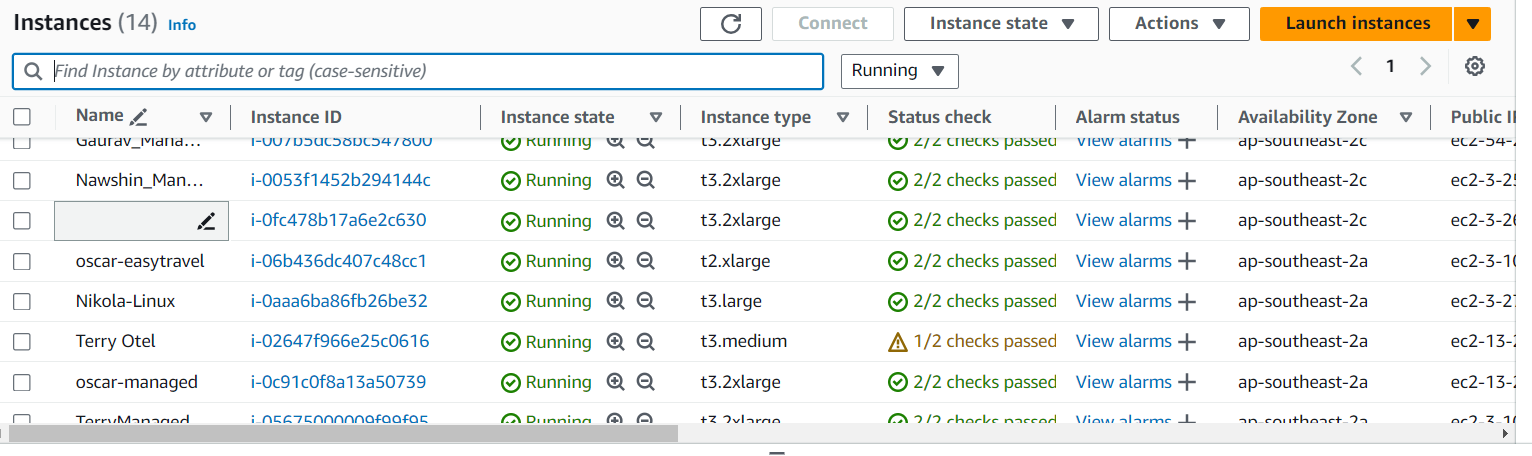 Instances (14) Info Connect Instance state Actions Launch instances
Find Instance by attribute or tag (case-sensitive) Running 1
Name Instance ID Instance state Instance type Status check Alarm status Availability Zone Public I
Gaurav_Mana… i-007b5dc58bc547800 Running t3.2xlarge 2/2 checks passed View alarms ap-southeast-2c ec2-54-2
Nawshin_Man… i-0053f1452b294144c Running t3.2xlarge 2/2 checks passed View alarms ap-southeast-2c ec2-3-25
i-0fc478b17a6e2c630 Running t3.2xlarge 2/2 checks passed View alarms ap-southeast-2c ec2-3-26
oscar-easytravel i-06b436dc407c48cc1 Running t2.xlarge 2/2 checks passed View alarms ap-southeast-2a ec2-3-10
Nikola-Linux i-0aaa6ba86fb26be32 Running t3.large 2/2 checks passed View alarms ap-southeast-2a ec2-3-27
Terry Otel i-02647f966e25c0616 Running t3.medium 1/2 checks passed View alarms ap-southeast-2a ec2-13-2
oscar-managed i-0c91c0f8a13a50739 Running t3.2xlarge 2/2 checks passed View alarms ap-southeast-2a ec2-13-2
TerryManaged i-05675000009f99f95 Running t3.2xlarge 2/2 checks passed View alarms ap-southeast-2a ec2-3-10